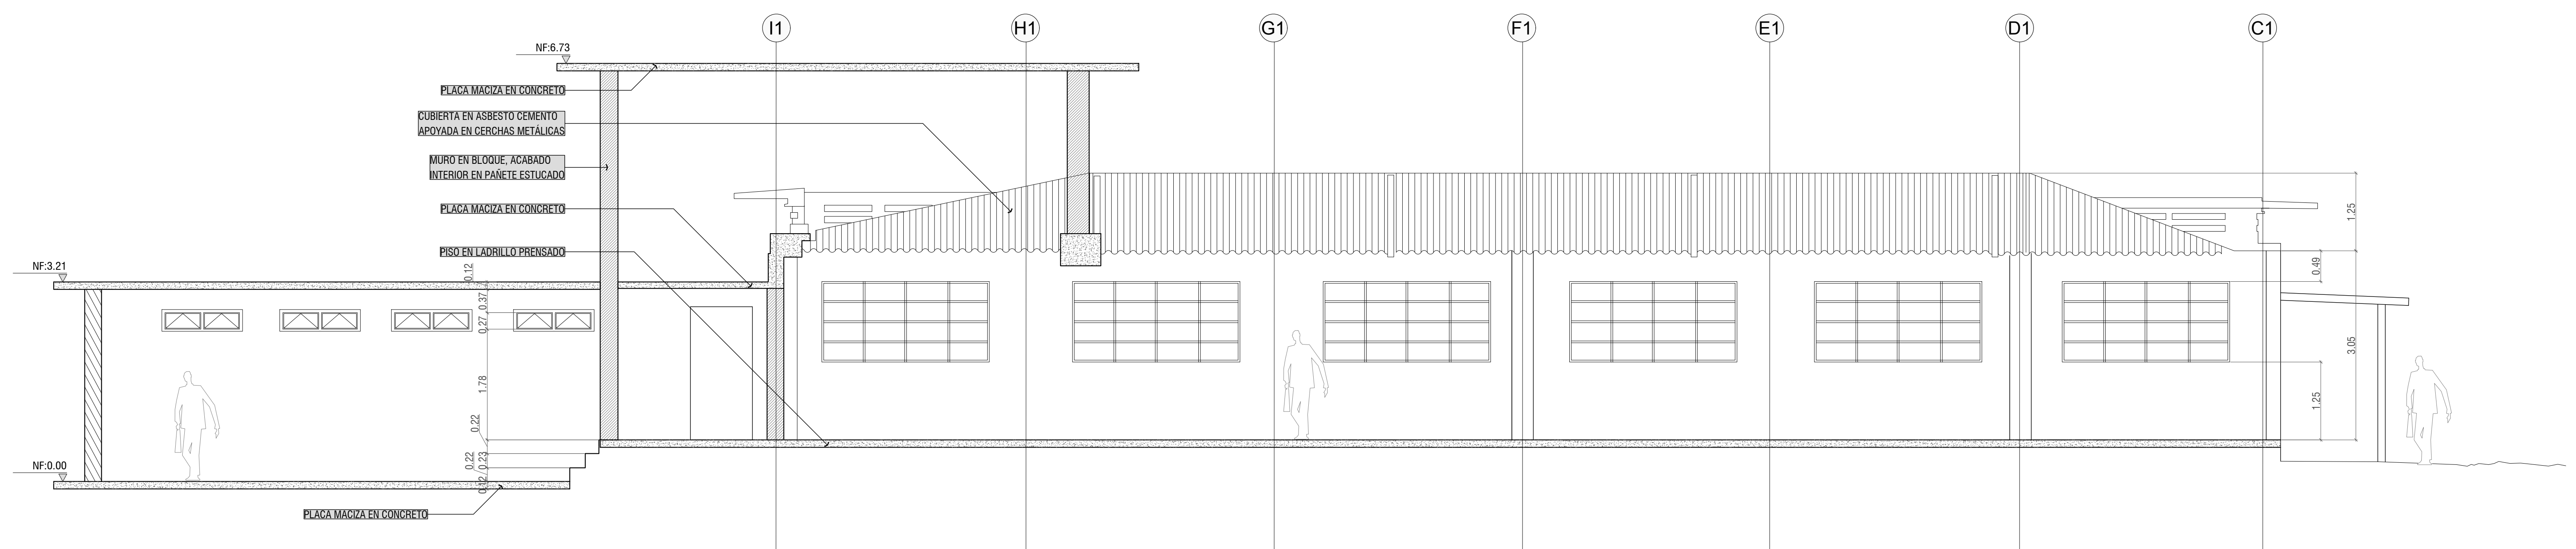 I1
H1
G1
F1
E1
D1
C1
NF:6.73
PLACA MACIZA EN CONCRETO
CUBIERTA EN ASBESTO CEMENTO
APOYADA EN CERCHAS METÁLICAS
MURO EN BLOQUE, ACABADO
INTERIOR EN PAÑETE ESTUCADO
PLACA MACIZA EN CONCRETO
PISO EN LADRILLO PRENSADO
NF:3.21
0.12
0.37
0.27
1.78
0.22
0.22
0.23
0.12
NF:0.00
PLACA MACIZA EN CONCRETO
1.25
0.49
3.05
1.25